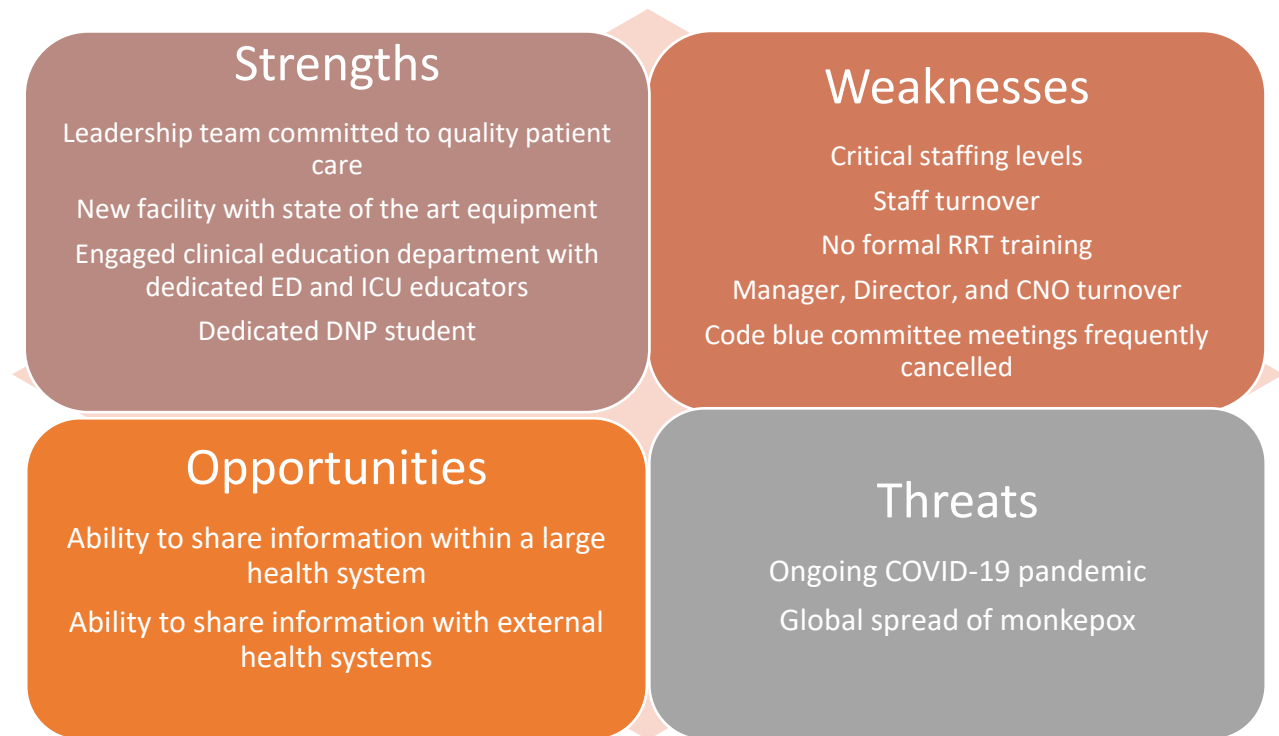 Strengths
Leadership team committed to quality patient
care
New facility with state of the art equipment
Engaged clinical education department with
dedicated ED and ICU educators
Dedicated DNP student
Weaknesses
Critical staffing levels
Staff turnover
No formal RRT training
Manager, Director, and CNO turnover
Code blue committee meetings frequently
cancelled
Opportunities
Ability to share information within a large
health system
Ability to share information with external
health systems
Threats
Ongoing COVID-19 pandemic
Global spread of monkepox